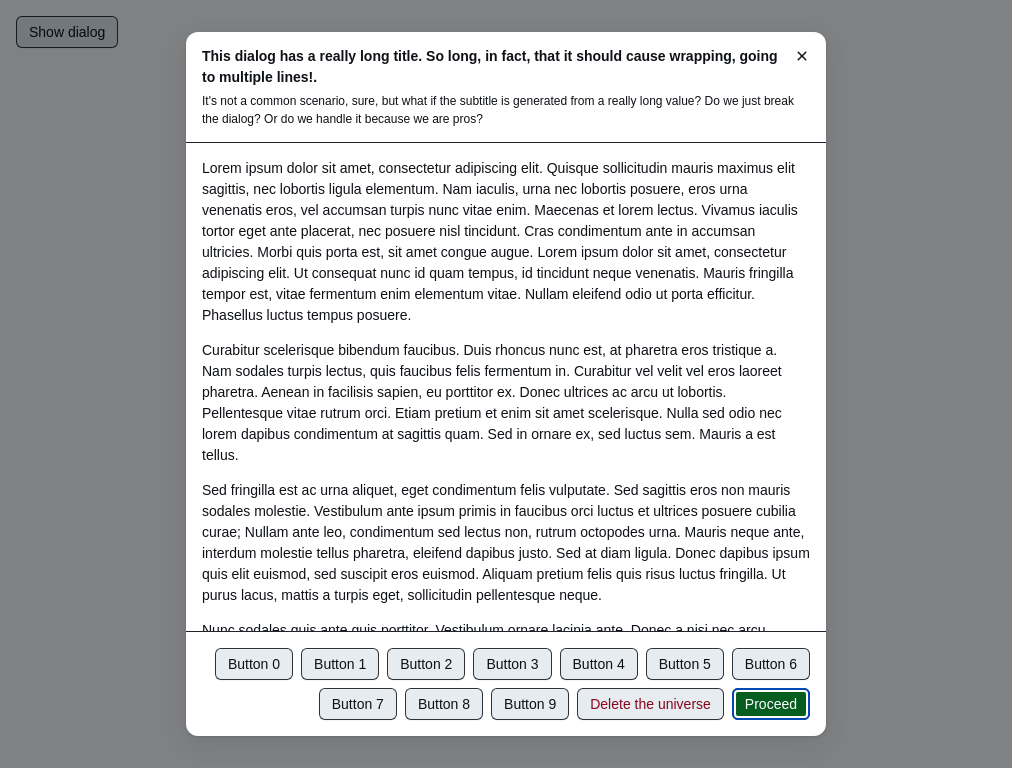 Show dialog
This dialog has a really long title. So long, in fact, that it should cause wrapping, going
to multiple lines!.
It's not a common scenario, sure, but what if the subtitle is generated from a really long value? Do we just break
the dialog? Or do we handle it because we are pros?
Lorem ipsum dolor sit amet, consectetur adipiscing elit. Quisque sollicitudin mauris maximus elit
sagittis, nec lobortis ligula elementum. Nam iaculis, urna nec lobortis posuere, eros urna
venenatis eros, vel accumsan turpis nunc vitae enim. Maecenas et lorem lectus. Vivamus iaculis
tortor eget ante placerat, nec posuere nisl tincidunt. Cras condimentum ante in accumsan
ultricies. Morbi quis porta est, sit amet congue augue. Lorem ipsum dolor sit amet, consectetur
adipiscing elit. Ut consequat nunc id quam tempus, id tincidunt neque venenatis. Mauris fringilla
tempor est, vitae fermentum enim elementum vitae. Nullam eleifend odio ut porta efficitur.
Phasellus luctus tempus posuere.
Curabitur scelerisque bibendum faucibus. Duis rhoncus nunc est, at pharetra eros tristique a.
Nam sodales turpis lectus, quis faucibus felis fermentum in. Curabitur vel velit vel eros laoreet
pharetra. Aenean in facilisis sapien, eu porttitor ex. Donec ultrices ac arcu ut lobortis.
Pellentesque vitae rutrum orci. Etiam pretium et enim sit amet scelerisque. Nulla sed odio nec
lorem dapibus condimentum at sagittis quam. Sed in ornare ex, sed luctus sem. Mauris a est
tellus.
Sed fringilla est ac urna aliquet, eget condimentum felis vulputate. Sed sagittis eros non mauris
sodales molestie. Vestibulum ante ipsum primis in faucibus orci luctus et ultrices posuere cubilia
curae; Nullam ante leo, condimentum sed lectus non, rutrum octopodes urna. Mauris neque ante,
interdum molestie tellus pharetra, eleifend dapibus justo. Sed at diam ligula. Donec dapibus ipsum
quis elit euismod, sed suscipit eros euismod. Aliquam pretium felis quis risus luctus fringilla. Ut
purus lacus, mattis a turpis eget, sollicitudin pellentesque neque.
Nunc sodales quis ante quis porttitor. Vestibulum ornare lacinia ante. Donec a nisi nec arcu
Button 0 Button 1 Button 2 Button 3 Button 4 Button 5 Button 6
Button 7 Button 8 Button 9 Delete the universe Proceed